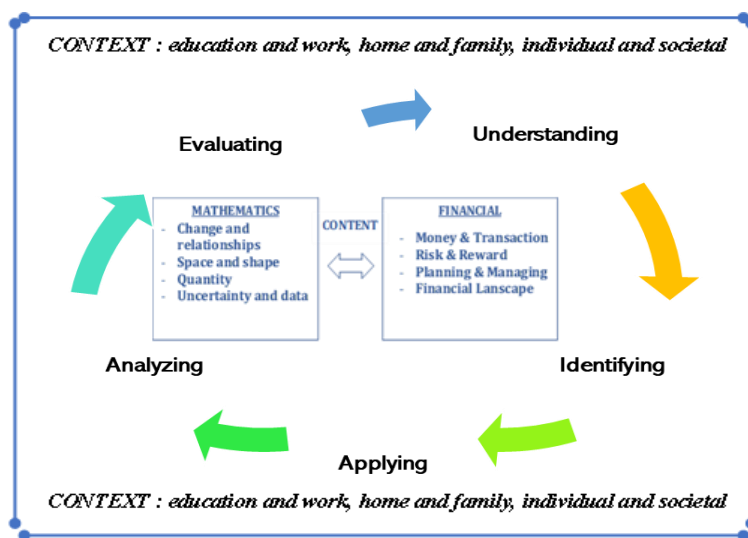 CONTEXT : education and work, home and family, individual and societal
Evaluating
Understanding
MATHEMATICS
- Change and
relationships
- Space and shape
- Quantity
- Uncertainty and data
CONTENT
FINANCIAL
- Money & Transaction
- Risk & Reward
- Planning & Managing
- Financial Lanscape
Analyzing
Identifying
Applying
CONTEXT : education and work, home and family, individual and societal